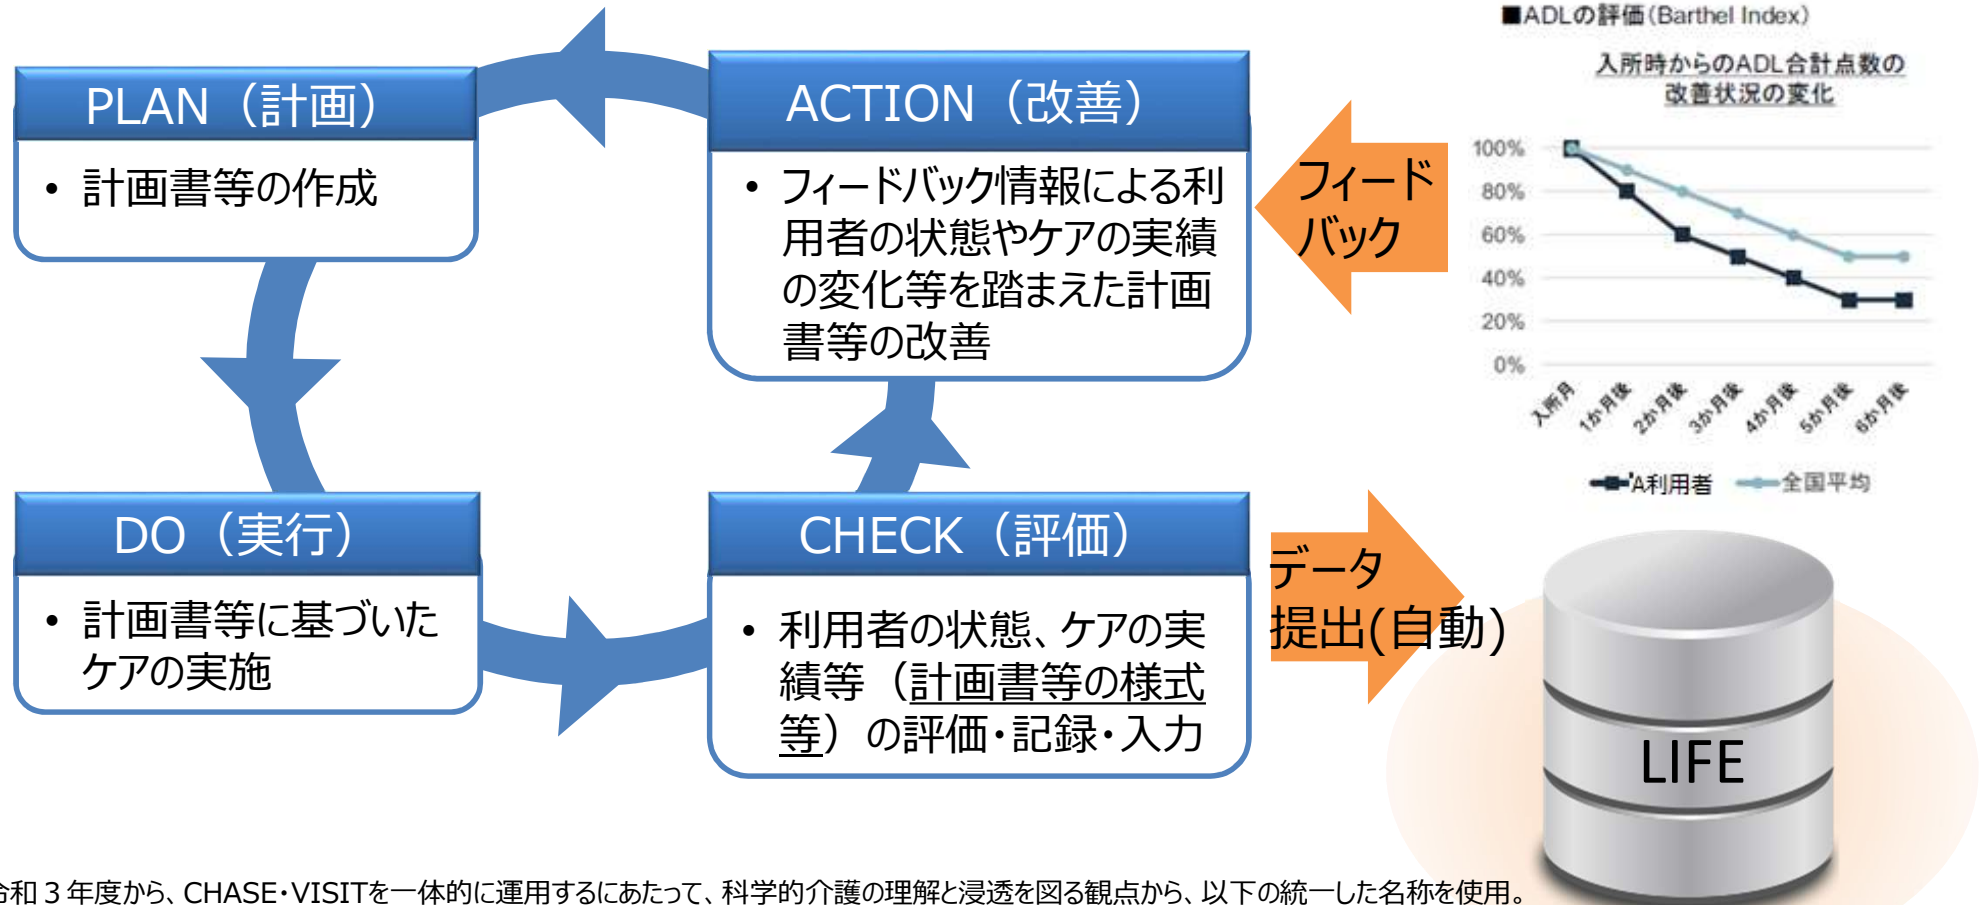 PLAN（計画）
• 計画書等の作成
ACTION（改善）
• フィードバック情報による利
用者の状態やケアの実績
の変化等を踏まえた計画
書等の改善
フィード
バック
■ADLの評価(Barthel Index)
入所時からのADL合計点数の
改善状況の変化
100%
80%
60%
40%
20%
0%
入所月
1か月後
2か月後
3か月後
4か月後
5か月後
6か月後
A利用者
全国平均
DO（実行）
• 計画書等に基づいた
ケアの実施
CHECK（評価）
• 利用者の状態、ケアの実
績等（計画書等の様式
等）の評価・記録・入力
データ
提出(自動)
LIFE
令和３年度から、CHASE・VISITを一体的に運用するにあたって、科学的介護の理解と浸透を図る観点から、以下の統一した名称を使用。